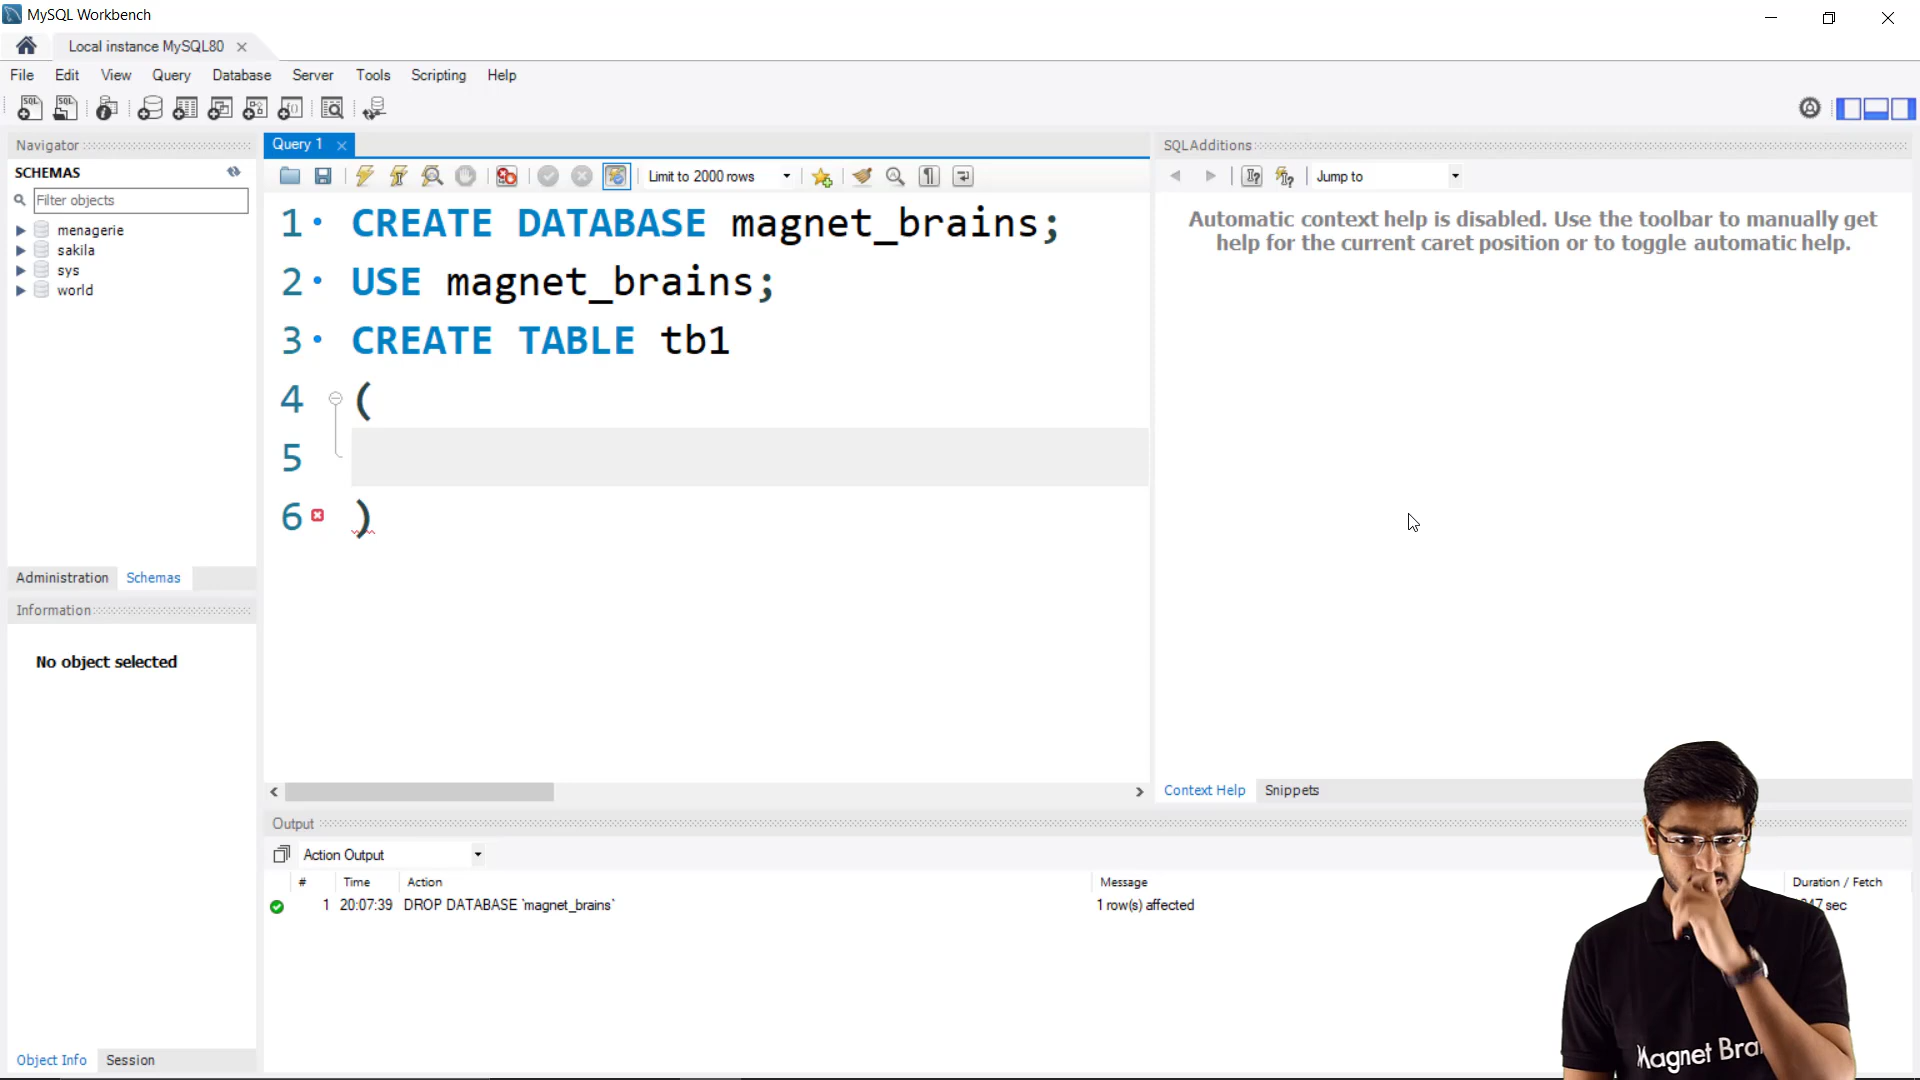 MySQL Workbench
Local instance MySQL80
File Edit View Query Database Server Tools Scripting Help
Navigator
SCHEMAS
Filter objects
menagerie
sakila
sys
world
Administration Schemas
Information
No object selected
Object Info Session
Query 1
Limit to 2000 rows
1 CREATE DATABASE magnet_brains;
2 USE magnet_brains;
3 CREATE TABLE tb1
4 (
5
6 )
SQLAdditions
Jump to
Automatic context help is disabled. Use the toolbar to manually get
help for the current caret position or to toggle automatic help.
Context Help Snippets
Output
Action Output
# Time Action Message Duration / Fetch
1 20:07:39 DROP DATABASE `magnet_brains` 1 row(s) affected 47 sec
Magnet Bra